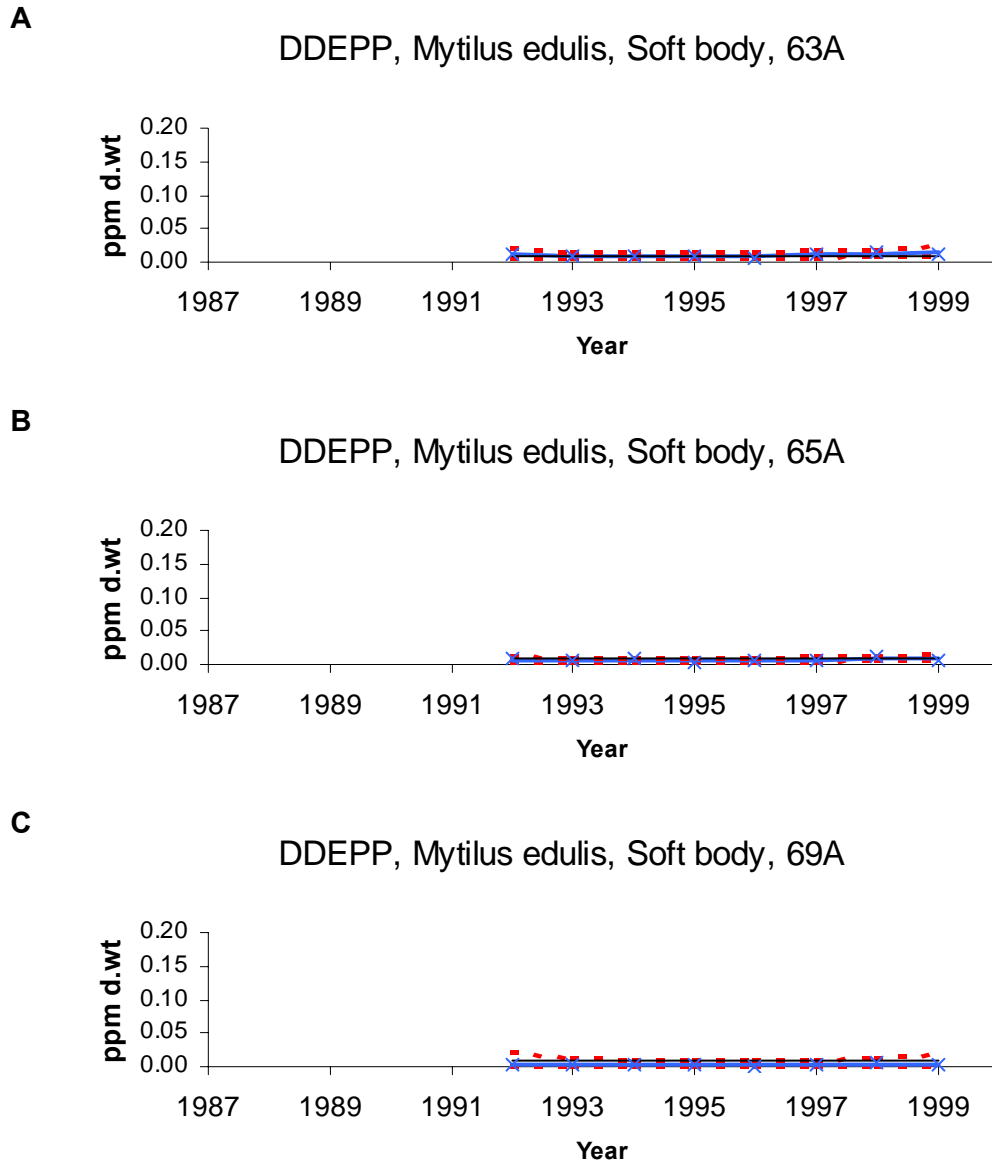 A
DDEPP, Mytilus edulis, Soft body, 63A
ppm d.wt
0.20
0.15
0.10
0.05
0.00
1987 1989 1991 1993 1995 1997 1999
Year
B
DDEPP, Mytilus edulis, Soft body, 65A
ppm d.wt
0.20
0.15
0.10
0.05
0.00
1987 1989 1991 1993 1995 1997 1999
Year
C
DDEPP, Mytilus edulis, Soft body, 69A
ppm d.wt
0.20
0.15
0.10
0.05
0.00
1987 1989 1991 1993 1995 1997 1999
Year